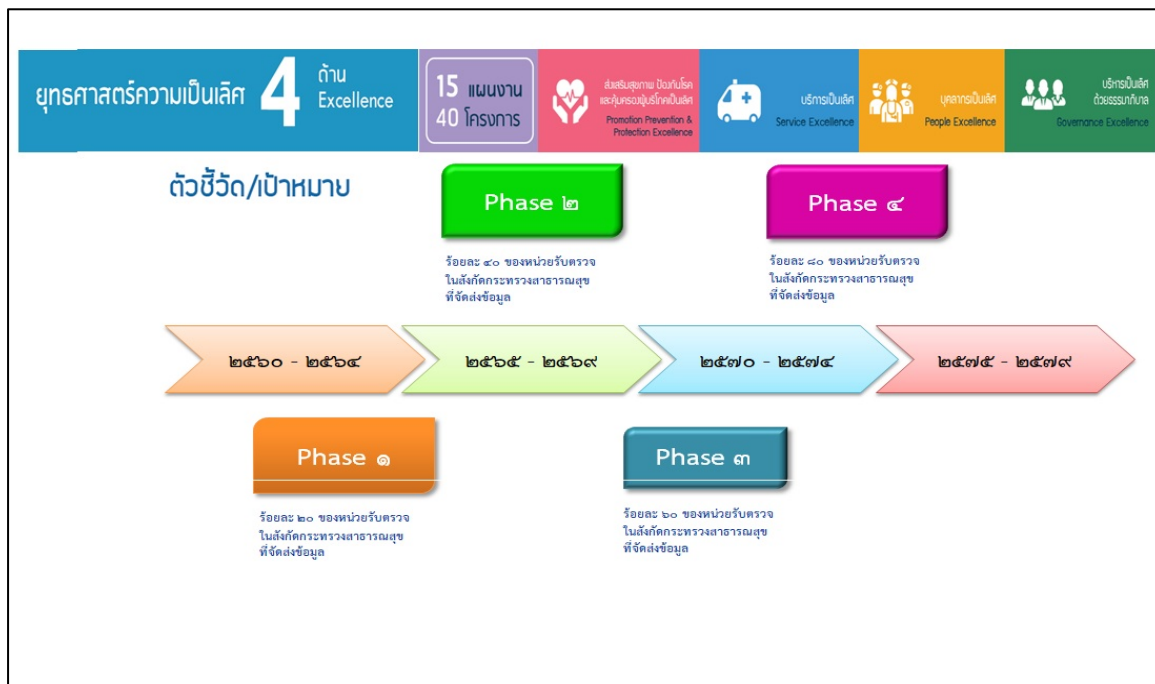 ยุทธศาสตร์ความเป็นเลิศ 4 ด้าน
Excellence
15 แผนงาน
40 โครงการ
ส่งเสริมสุขภาพ ป้องกันโรค
และคุ้มครองผู้บริโภคเป็นเลิศ
Promotion Prevention &
Protection Excellence
บริการเป็นเลิศ
Service Excellence
บุคลากรเป็นเลิศ
People Excellence
บริหารเป็นเลิศ
ด้วยธรรมาภิบาล
Governance Excellence
ตัวชี้วัด/เป้าหมาย
Phase ๒
ร้อยละ ๔๐ ของหน่วยรับตรวจ
ในสังกัดกระทรวงสาธารณสุข
ที่จัดส่งข้อมูล
Phase ๔
ร้อยละ ๘๐ ของหน่วยรับตรวจ
ในสังกัดกระทรวงสาธารณสุข
ที่จัดส่งข้อมูล
๒๕๖๐ - ๒๕๖๔
๒๕๖๕ - ๒๕๖๙
๒๕๗๐ - ๒๕๗๔
๒๕๗๕ - ๒๕๗๙
Phase ๑
ร้อยละ ๒๐ ของหน่วยรับตรวจ
ในสังกัดกระทรวงสาธารณสุข
ที่จัดส่งข้อมูล
Phase ๓
ร้อยละ ๖๐ ของหน่วยรับตรวจ
ในสังกัดกระทรวงสาธารณสุข
ที่จัดส่งข้อมูล